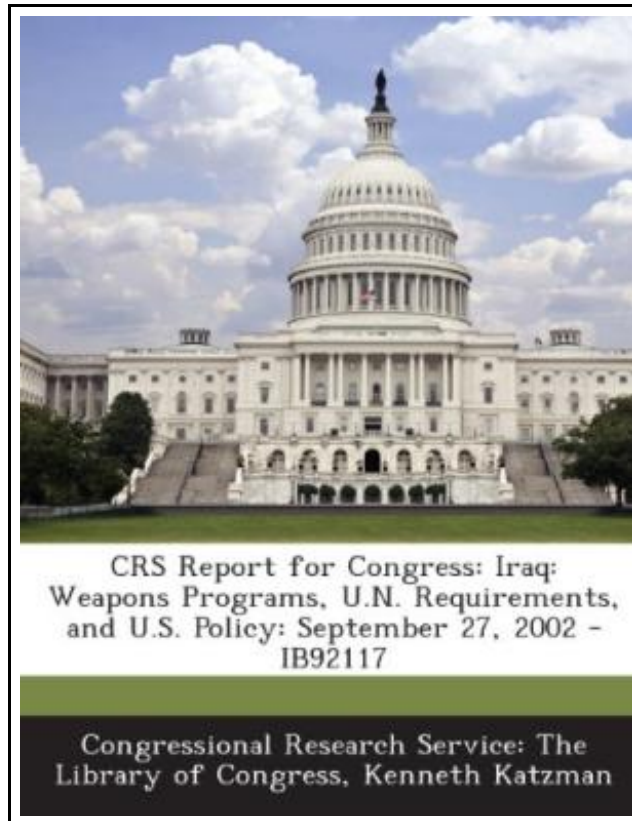 CRS Report for Congress: Iraq:
Weapons Programs, U.N. Requirements,
and U.S. Policy: September 27, 2002 -
IB92117
Congressional Research Service: The
Library of Congress, Kenneth Katzman